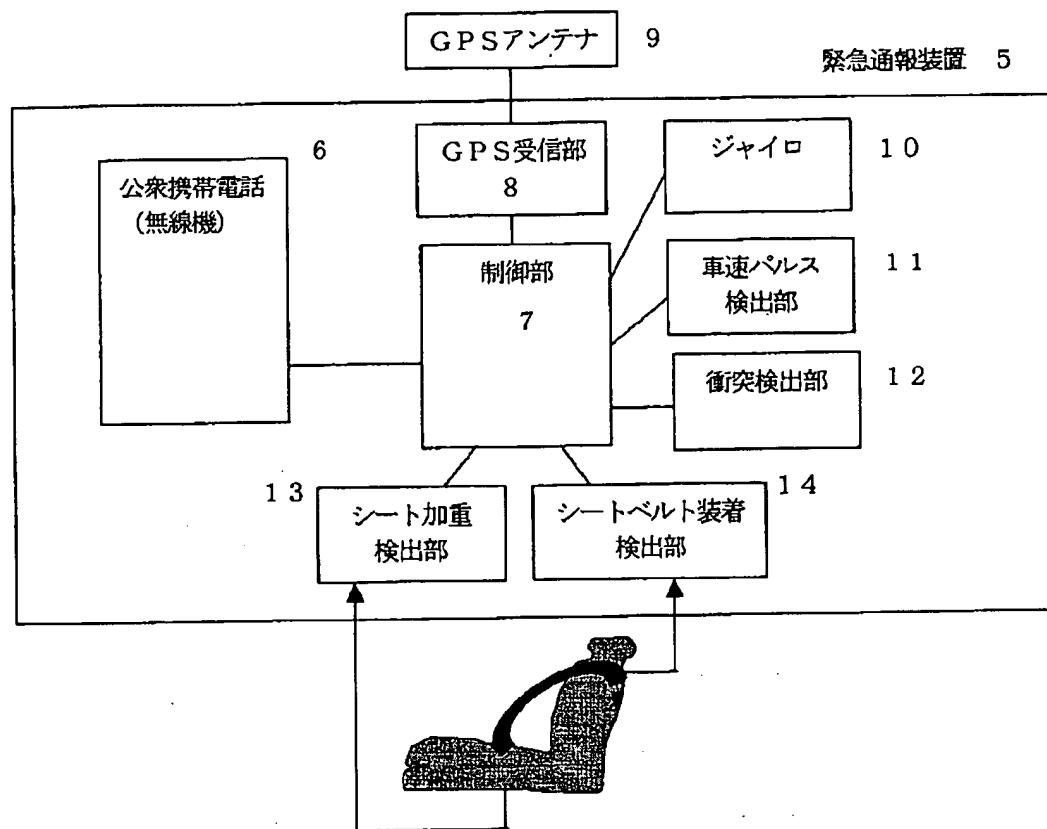 GPSアンテナ 9
緊急通報装置 5
6
公衆携帯電話
(無線機)
GPS受信部
8
ジャイロ 10
制御部
7
車速パルス
検出部
11
衝突検出部 12
13
シート加重
検出部
14
シートベルト装着
検出部